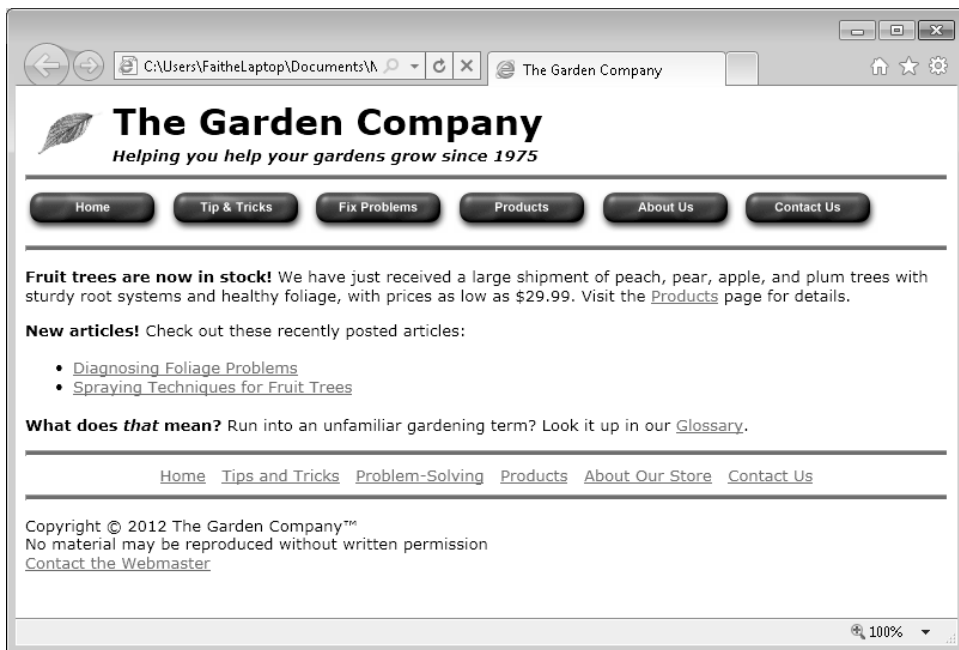 C:\Users\FaitheLaptop\Documents\N
The Garden Company
The Garden Company
Helping you help your gardens grow since 1975
Home Tip & Tricks Fix Problems Products About Us Contact Us
Fruit trees are now in stock! We have just received a large shipment of peach, pear, apple, and plum trees with
sturdy root systems and healthy foliage, with prices as low as $29.99. Visit the Products page for details.
New articles! Check out these recently posted articles:
• Diagnosing Foliage Problems
• Spraying Techniques for Fruit Trees
What does that mean? Run into an unfamiliar gardening term? Look it up in our Glossary.
Home Tips and Tricks Problem-Solving Products About Our Store Contact Us
Copyright © 2012 The Garden Company™
No material may be reproduced without written permission
Contact the Webmaster
100%